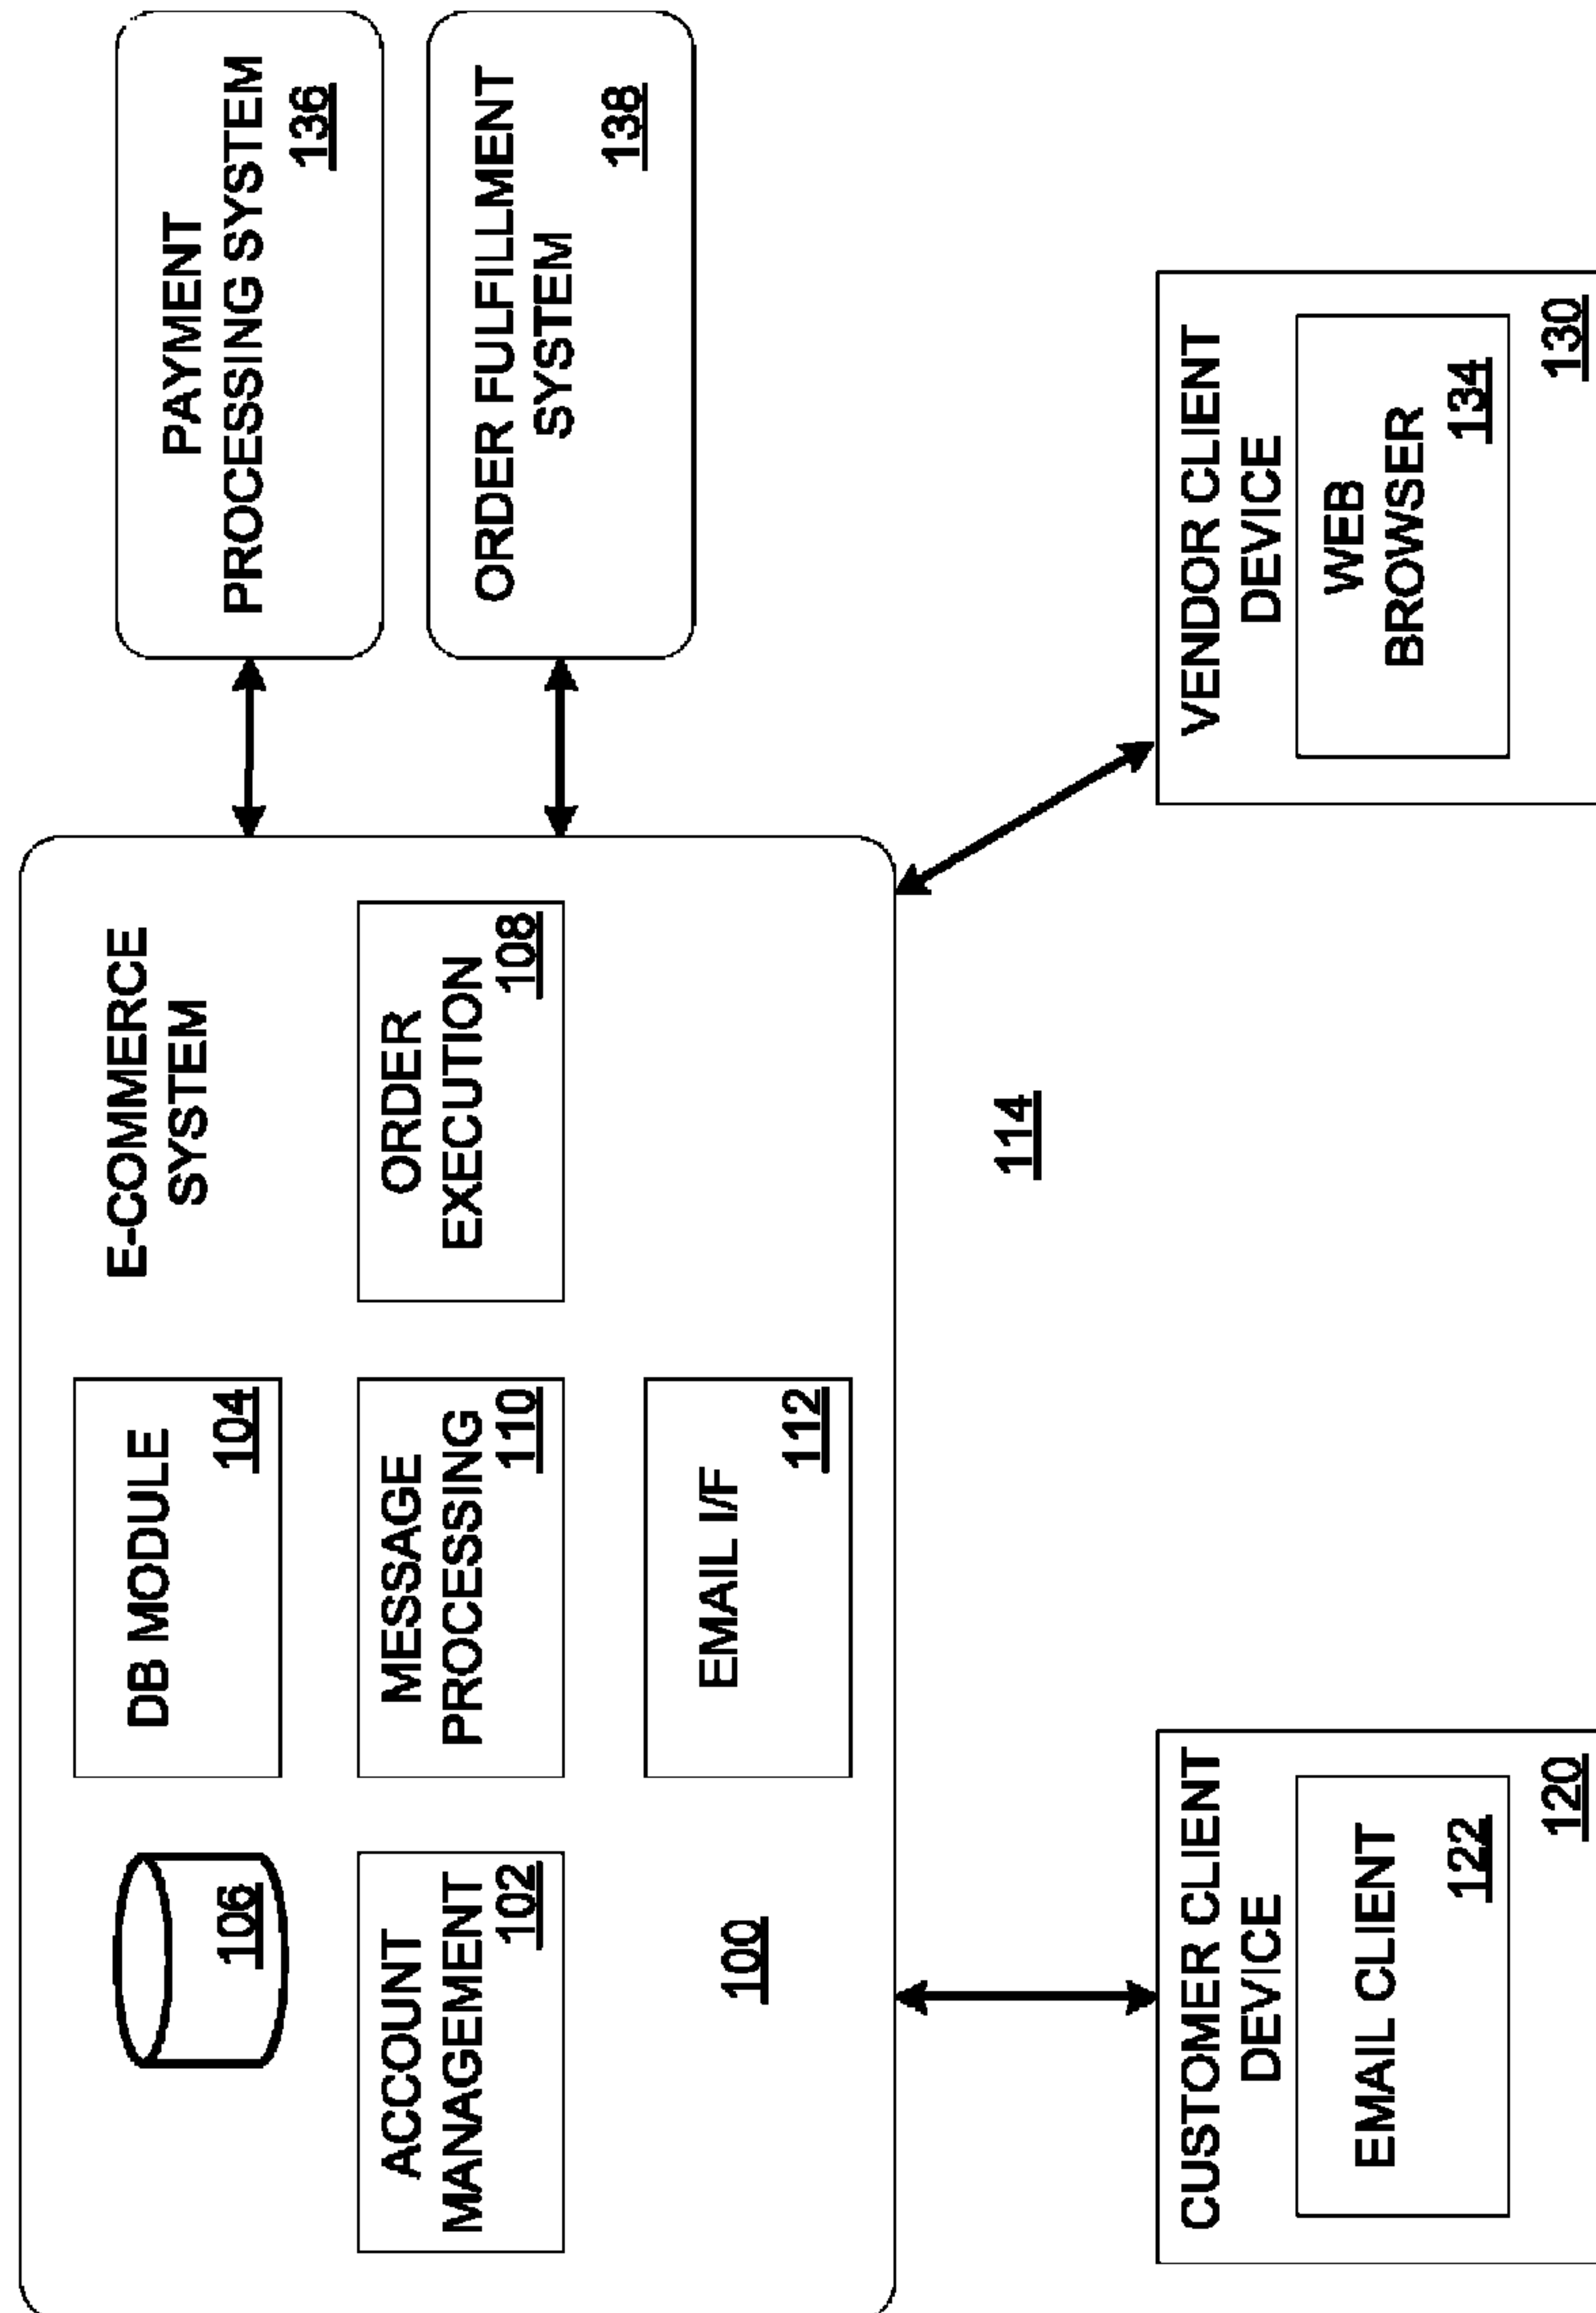 E-COMMERCE
SYSTEM
106
DB MODULE
104
ACCOUNT
MANAGEMENT
102
MESSAGE
PROCESSING
110
ORDER
EXECUTION
108
100
EMAIL I/F
112
PAYMENT
PROCESSING SYSTEM
136
ORDER FULFILLMENT
SYSTEM
138
114
CUSTOMER CLIENT
DEVICE
EMAIL CLIENT
122
120
VENDOR CLIENT
DEVICE
WEB
BROWSER
134
130